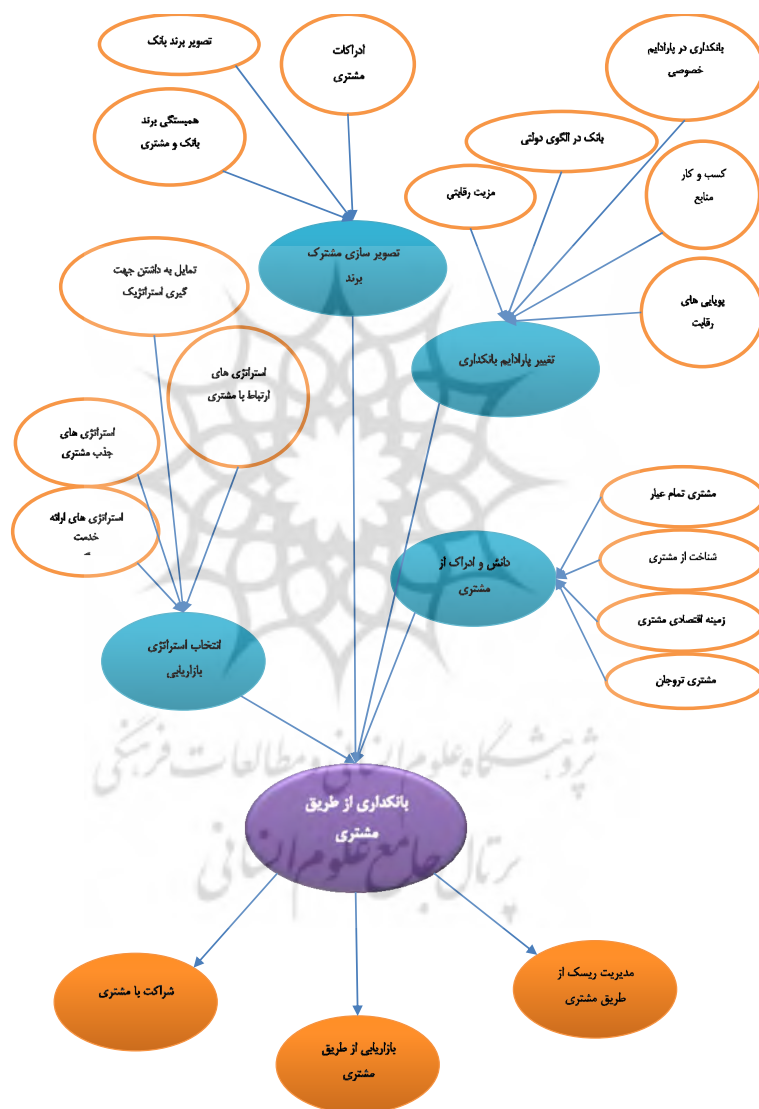 تصویر برند بانک
ادراکات
مشتری
بانکداری در پارادایم
خصوصی
همبستگی برند
بانک و مشتری
بانک در الگوی دولتی
مزیت رقابتی
کسب و کار
منابع
تصویر سازی مشترک
برند
تمایل به داشتن جهت
گیری استراتژیک
پویایی های
رقابت
تغییر پارادایم بانکداری
استراتژی های
ارتباط با مشتری
استراتژی های
جذب مشتری
استراتژی های ارائه
خدمت
مشتری تمام عیار
شناخت از مشتری
زمینه اقتصادی مشتری
مشتری تروجان
دانش و ادراک از
مشتری
انتخاب استراتژی
بازاریابی
پژوهشگاه علوم انسانی و مطالعات فرهنگی
بانکداری از طریق
مشتری
پرتال جامع علوم انسانی
شراکت با مشتری
مدیریت ریسک از
طریق مشتری
بازاریابی از طریق
مشتری